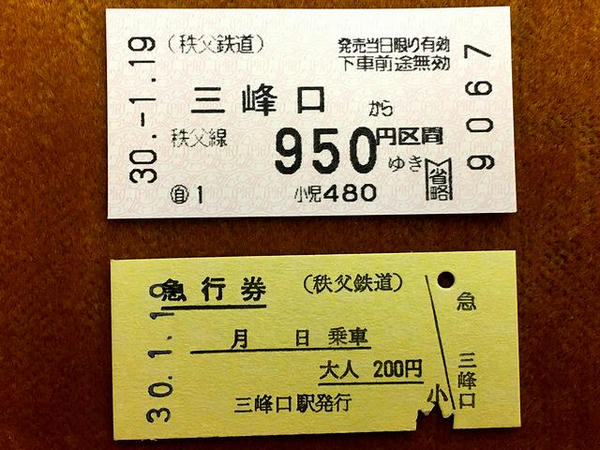 30.-1.19
(秩父鉄道)
発売当日限り有効
下車前途無効
三峰口 から
秩父線 950円区間
ゆき
省略
㊀1 小児480
9067
急行券 (秩父鉄道)
30.1.19
月 日 乗車
大人 200円
三峰口駅発行
急 三峰口
小